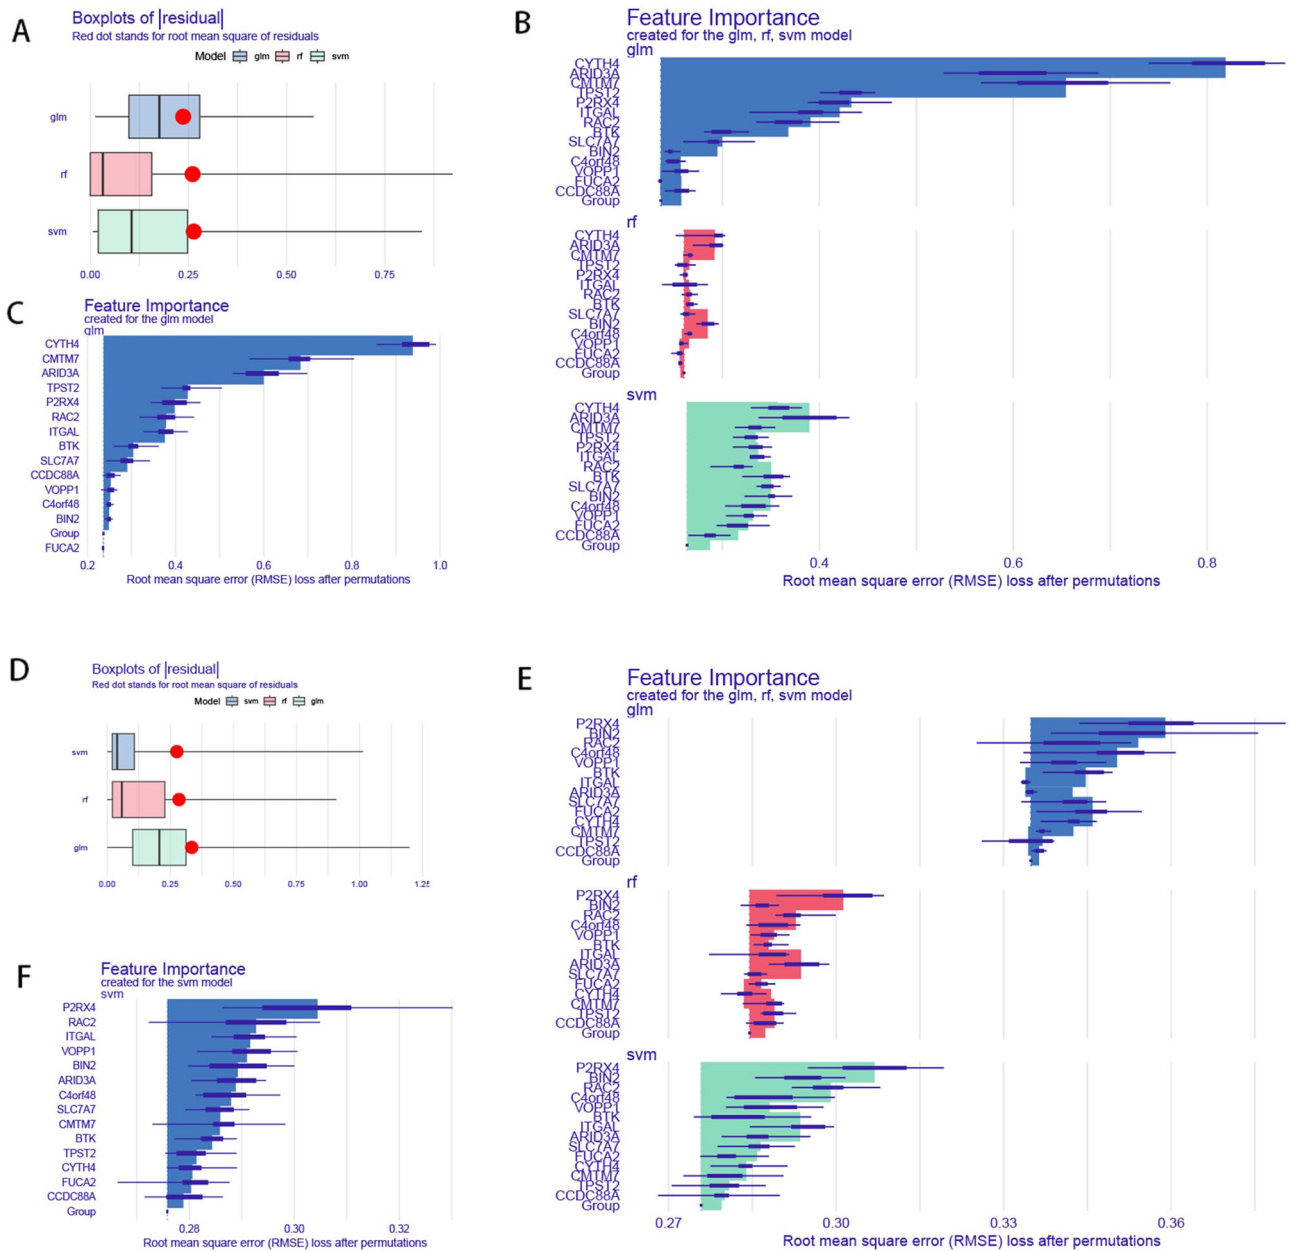 A
Boxplots of |residual|
Red dot stands for root mean square of residuals
Model glm rf svm
glm
rf
svm
0.00 0.25 0.50 0.75
B
Feature Importance
created for the glm, rf, svm model
glm
CYTH4
ARID3A
CMTM7
TPST2
P2RX4
ITGAL
RAC2
BTK
SLC7A7
BIN2
C4orf48
VOPP1
FUCA2
CCDC88A
Group
rf
CYTH4
ARID3A
CMTM7
TPST2
P2RX4
ITGAL
RAC2
BTK
SLC7A7
BIN2
C4orf48
VOPP1
FUCA2
CCDC88A
Group
svm
CYTH4
ARID3A
CMTM7
TPST2
P2RX4
ITGAL
RAC2
BTK
SLC7A7
BIN2
C4orf48
VOPP1
FUCA2
CCDC88A
Group
0.4 0.6 0.8
Root mean square error (RMSE) loss after permutations
C
Feature Importance
created for the glm model
glm
CYTH4
CMTM7
ARID3A
TPST2
P2RX4
RAC2
ITGAL
BTK
SLC7A7
CCDC88A
VOPP1
C4orf48
BIN2
Group
FUCA2
0.2 0.4 0.6 0.8 1.0
Root mean square error (RMSE) loss after permutations
D
Boxplots of |residual|
Red dot stands for root mean square of residuals
Model svm rf glm
svm
rf
glm
0.00 0.25 0.50 0.75 1.00 1.25
E
Feature Importance
created for the glm, rf, svm model
glm
P2RX4
BIN2
RAC2
C4orf48
VOPP1
BTK
ITGAL
ARID3A
SLC7A7
FUCA2
CYTH4
CMTM7
TPST2
CCDC88A
Group
rf
P2RX4
BIN2
RAC2
C4orf48
VOPP1
BTK
ITGAL
ARID3A
SLC7A7
FUCA2
CYTH4
CMTM7
TPST2
CCDC88A
Group
svm
P2RX4
BIN2
RAC2
C4orf48
VOPP1
BTK
ITGAL
ARID3A
SLC7A7
FUCA2
CYTH4
CMTM7
TPST2
CCDC88A
Group
0.27 0.30 0.33 0.36
Root mean square error (RMSE) loss after permutations
F
Feature Importance
created for the svm model
svm
P2RX4
RAC2
ITGAL
VOPP1
BIN2
ARID3A
C4orf48
SLC7A7
CMTM7
BTK
TPST2
CYTH4
FUCA2
CCDC88A
Group
0.28 0.30 0.32
Root mean square error (RMSE) loss after permutations